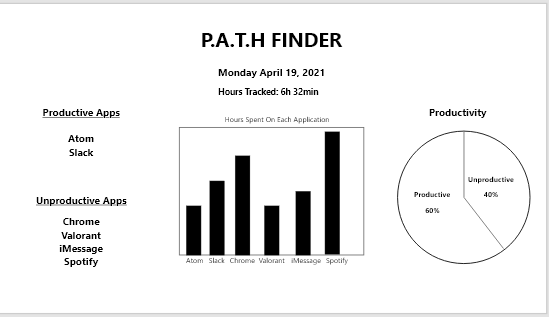 P.A.T.H FINDER
Monday April 19, 2021
Hours Tracked: 6h 32min
Productive Apps
Atom
Slack
Unproductive Apps
Chrome
Valorant
iMessage
Spotify
Hours Spent On Each Application
Atom Slack Chrome Valorant iMessage Spotify
Productivity
Unproductive
40%
Productive
60%